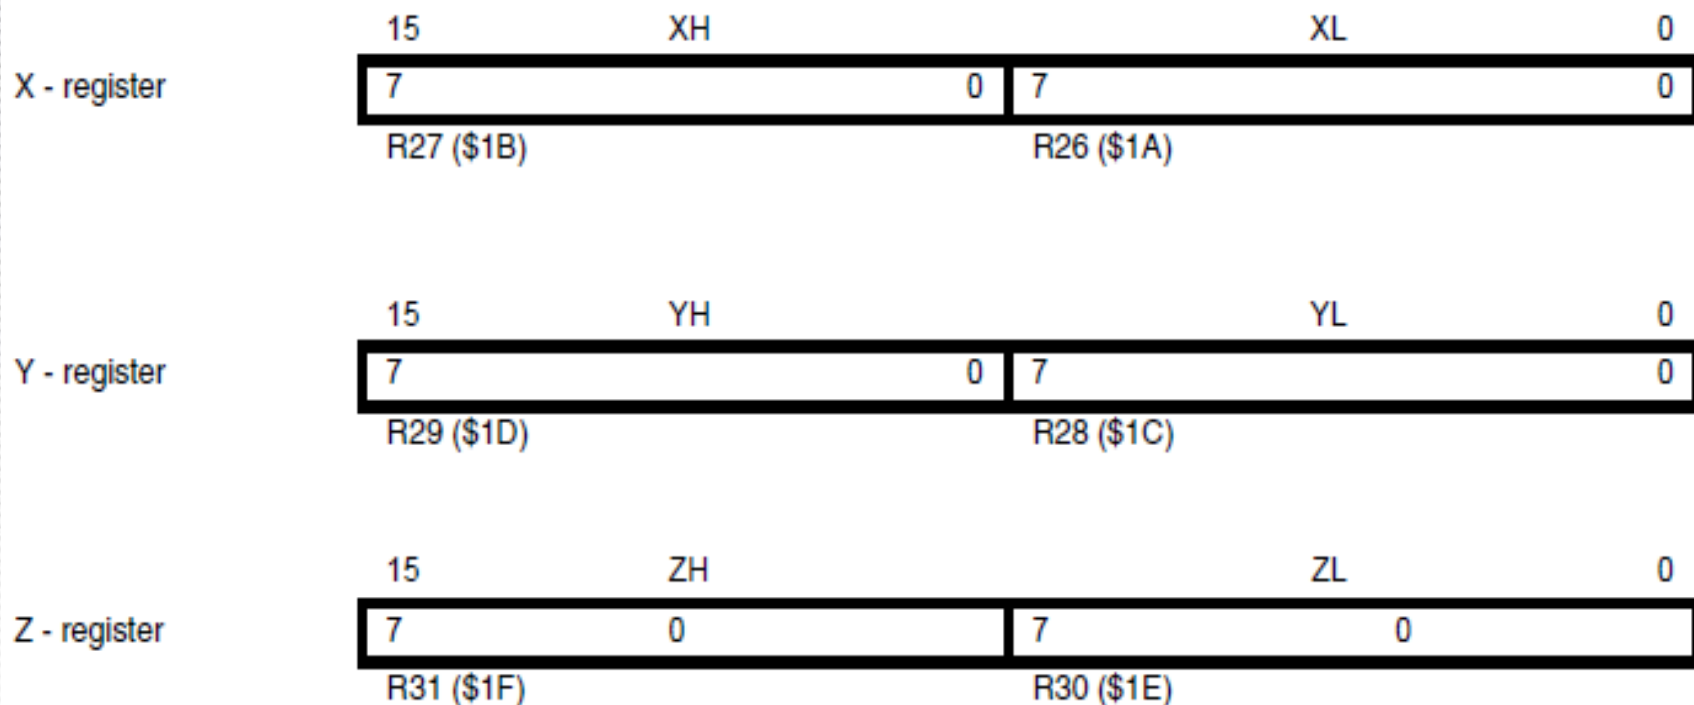 15 XH XL 0
X - register 7 0 7 0
R27 ($1B) R26 ($1A)
15 YH YL 0
Y - register 7 0 7 0
R29 ($1D) R28 ($1C)
15 ZH ZL 0
Z - register 7 0 7 0
R31 ($1F) R30 ($1E)